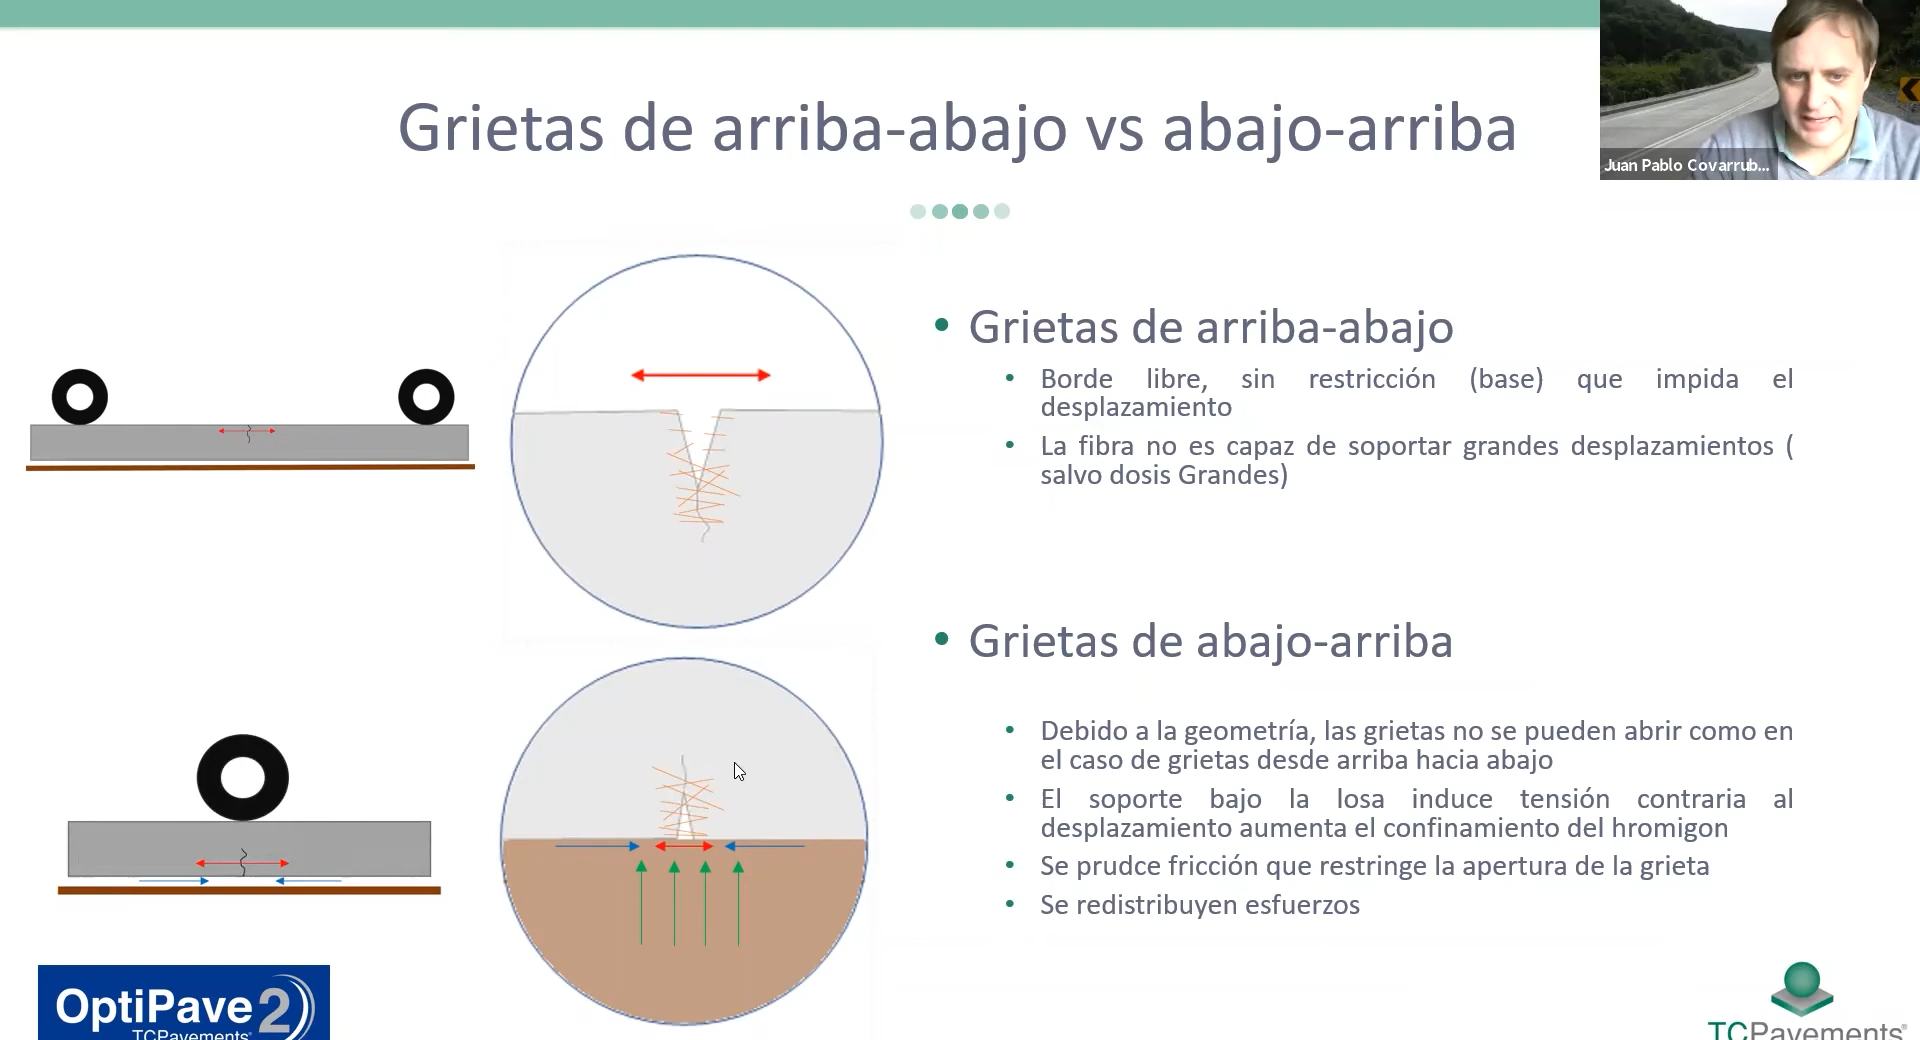 Grietas de arriba-abajo vs abajo-arriba
Juan Pablo Covarrub...
• Grietas de arriba-abajo
• Borde libre, sin restricción (base) que impida el
desplazamiento
• La fibra no es capaz de soportar grandes desplazamientos (
salvo dosis Grandes)
• Grietas de abajo-arriba
• Debido a la geometría, las grietas no se pueden abrir como en
el caso de grietas desde arriba hacia abajo
• El soporte bajo la losa induce tensión contraria al
desplazamiento aumenta el confinamiento del hromigon
• Se prudce fricción que restringe la apertura de la grieta
• Se redistribuyen esfuerzos
OptiPave 2
TCPavements®
TCPavements®